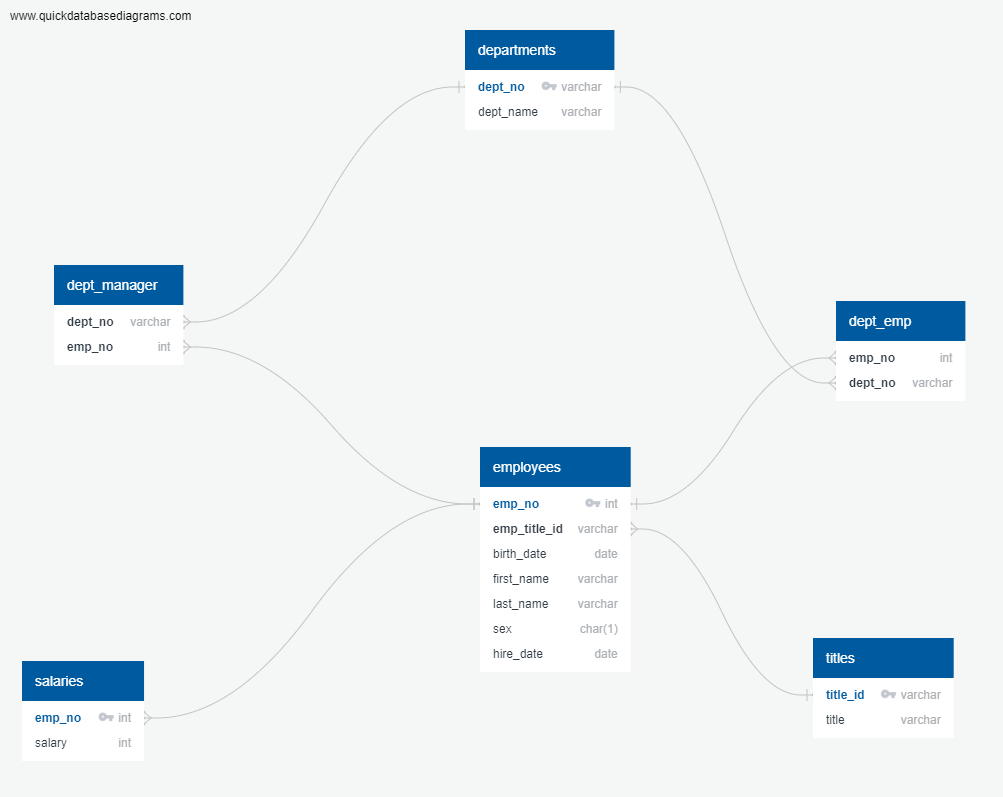 www.quickdatabasediagrams.com
departments
dept_no varchar
dept_name varchar
dept_manager
dept_no varchar
emp_no int
dept_emp
emp_no int
dept_no varchar
employees
emp_no int
emp_title_id varchar
birth_date date
first_name varchar
last_name varchar
sex char(1)
hire_date date
salaries
emp_no int
salary int
titles
title_id varchar
title varchar